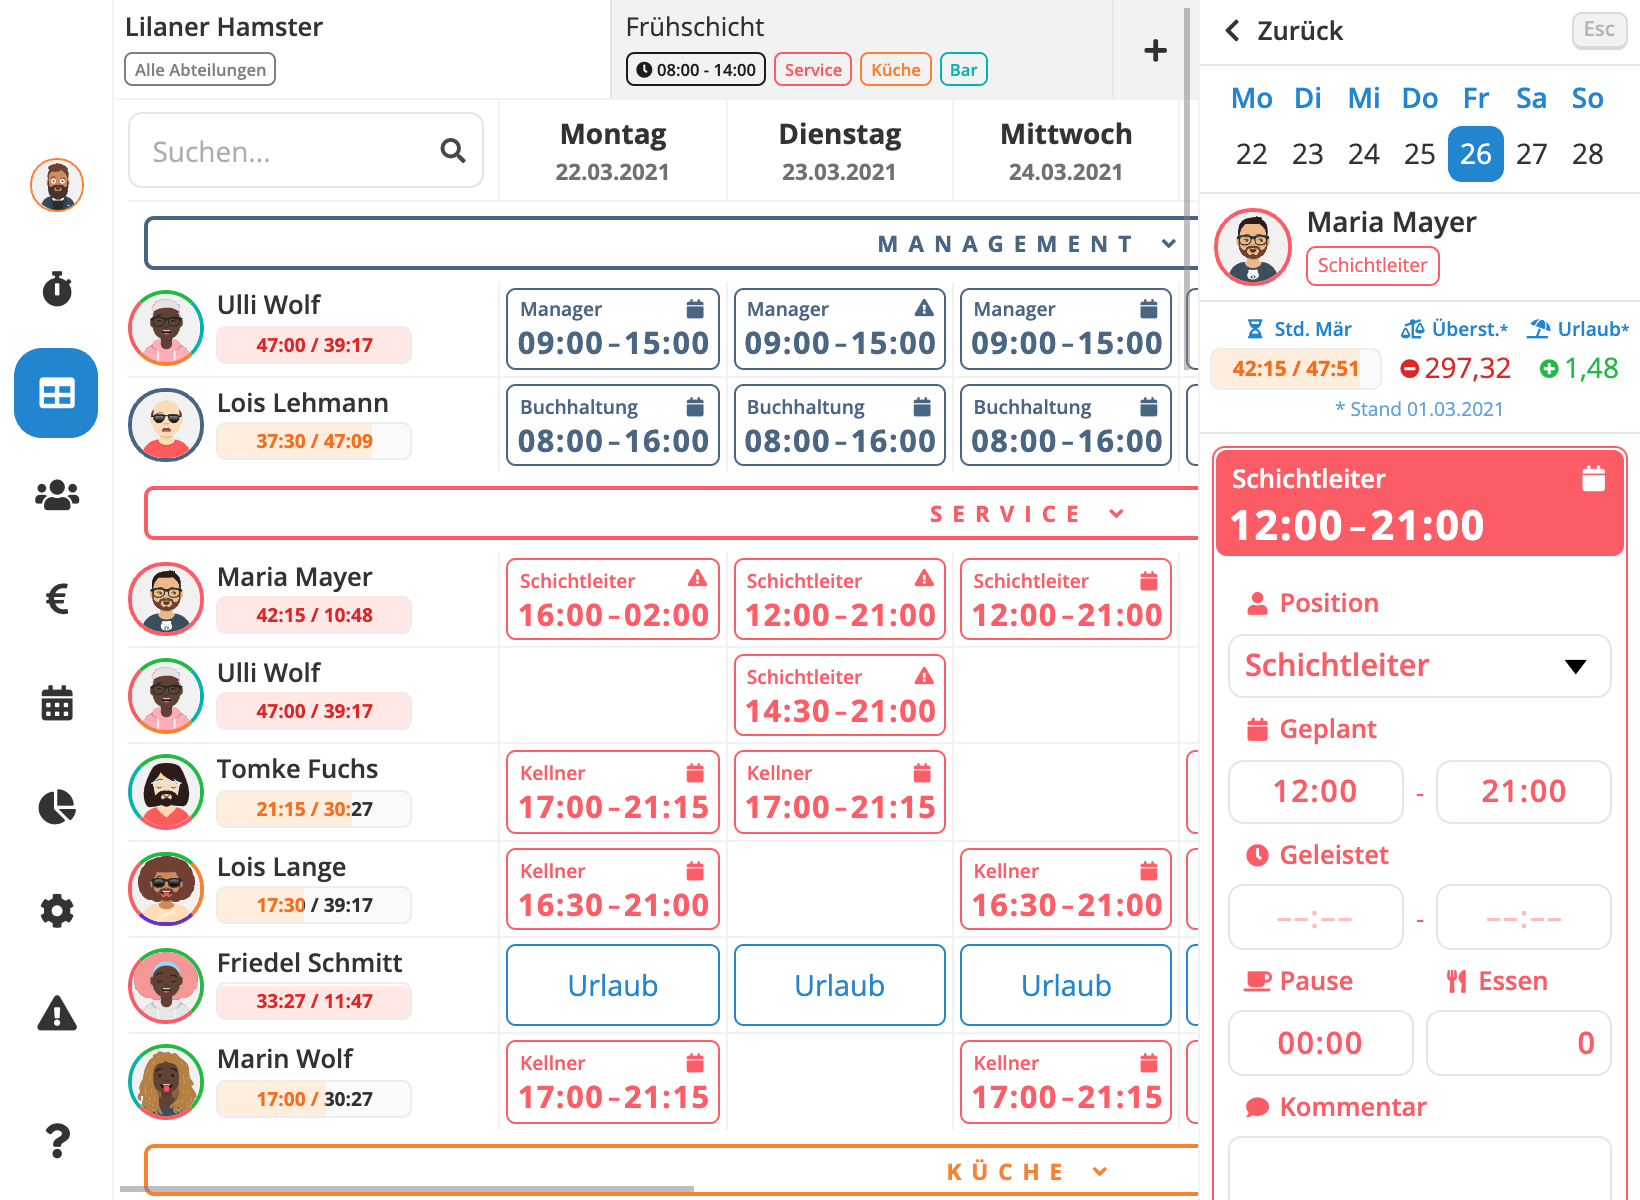 Lilaner Hamster
Alle Abteilungen
Frühschicht
08:00 - 14:00 Service Küche Bar
+
Suchen...
Montag
22.03.2021
Dienstag
23.03.2021
Mittwoch
24.03.2021
MANAGEMENT
Ulli Wolf
47:00 / 39:17
Manager
09:00 – 15:00
Manager
09:00 – 15:00
Manager
09:00 – 15:00
Lois Lehmann
37:30 / 47:09
Buchhaltung
08:00 – 16:00
Buchhaltung
08:00 – 16:00
Buchhaltung
08:00 – 16:00
SERVICE
Maria Mayer
42:15 / 10:48
Schichtleiter
16:00 – 02:00
Schichtleiter
12:00 – 21:00
Schichtleiter
12:00 – 21:00
Ulli Wolf
47:00 / 39:17
Schichtleiter
14:30 – 21:00
Tomke Fuchs
21:15 / 30:27
Kellner
17:00 – 21:15
Kellner
17:00 – 21:15
Lois Lange
17:30 / 39:17
Kellner
16:30 – 21:00
Kellner
16:30 – 21:00
Friedel Schmitt
33:27 / 11:47
Urlaub
Urlaub
Urlaub
Marin Wolf
17:00 / 30:27
Kellner
17:00 – 21:15
Kellner
17:00 – 21:15
KÜCHE
€
?
Zurück
Esc
Mo Di Mi Do Fr Sa So
22 23 24 25 26 27 28
Maria Mayer
Schichtleiter
Std. Mär Überst.* Urlaub*
42:15 / 47:51 297,32 1,48
* Stand 01.03.2021
Schichtleiter
12:00 – 21:00
Position
Schichtleiter
Geplant
12:00 - 21:00
Geleistet
--:-- - --:--
Pause Essen
00:00 0
Kommentar